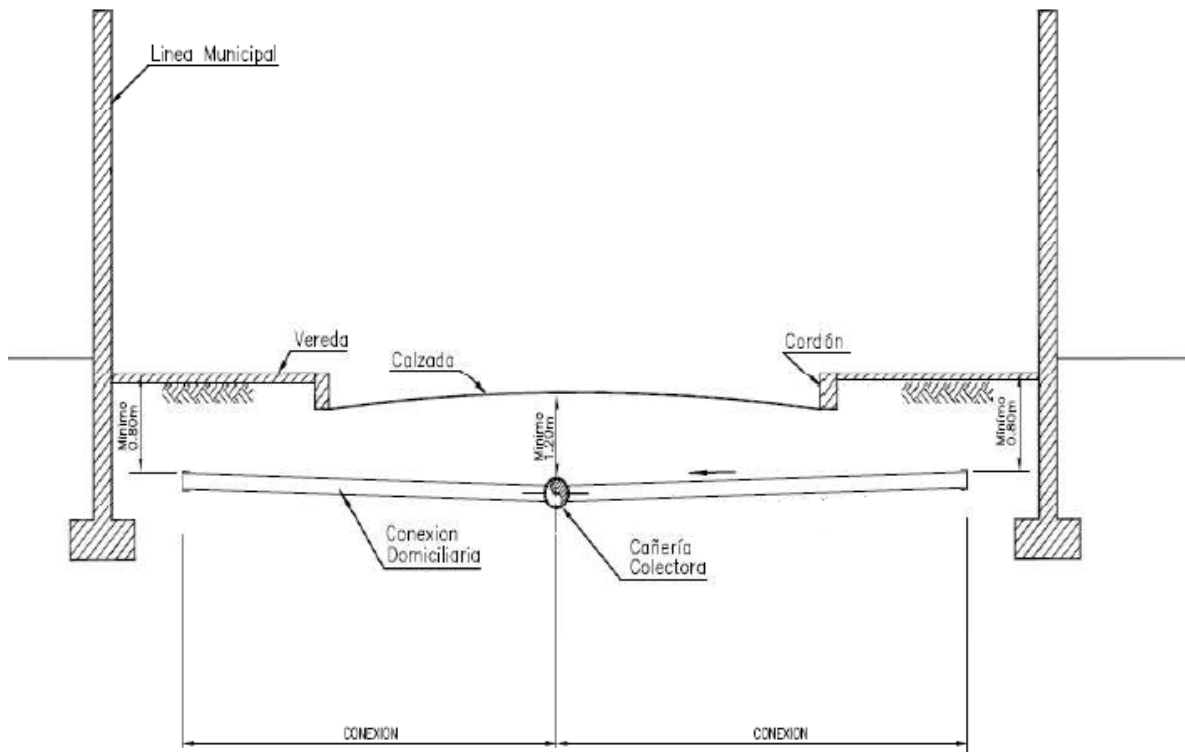 Linea Municipal
Vereda
Calzada
Cordón
Minimo
0.80m
Minimo
1.20m
Mínimo
0.80m
Conexion
Domiciliaria
Cañería
Colectora
CONEXION
CONEXION